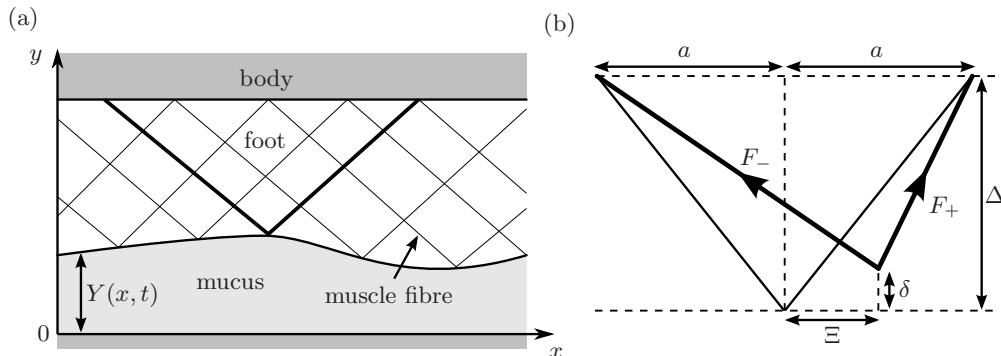 (a)
y
body
foot
mucus
muscle fibre
Y(x, t)
0
x
(b)
a
a
F₋
F₊
Δ
δ
Ξ